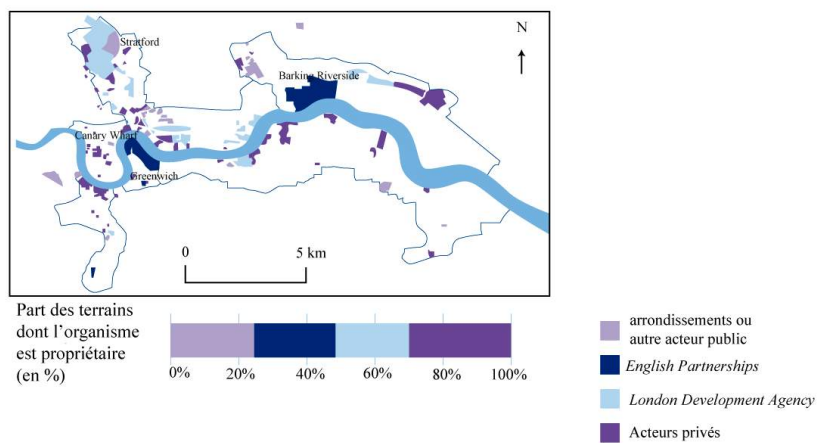 N
Stratford
Barking Riverside
Canary Wharf
Greenwich
0 5 km
Part des terrains
dont l'organisme
est propriétaire
(en %)
0% 20% 40% 60% 80% 100%
arrondissements ou
autre acteur public
English Partnerships
London Development Agency
Acteurs privés